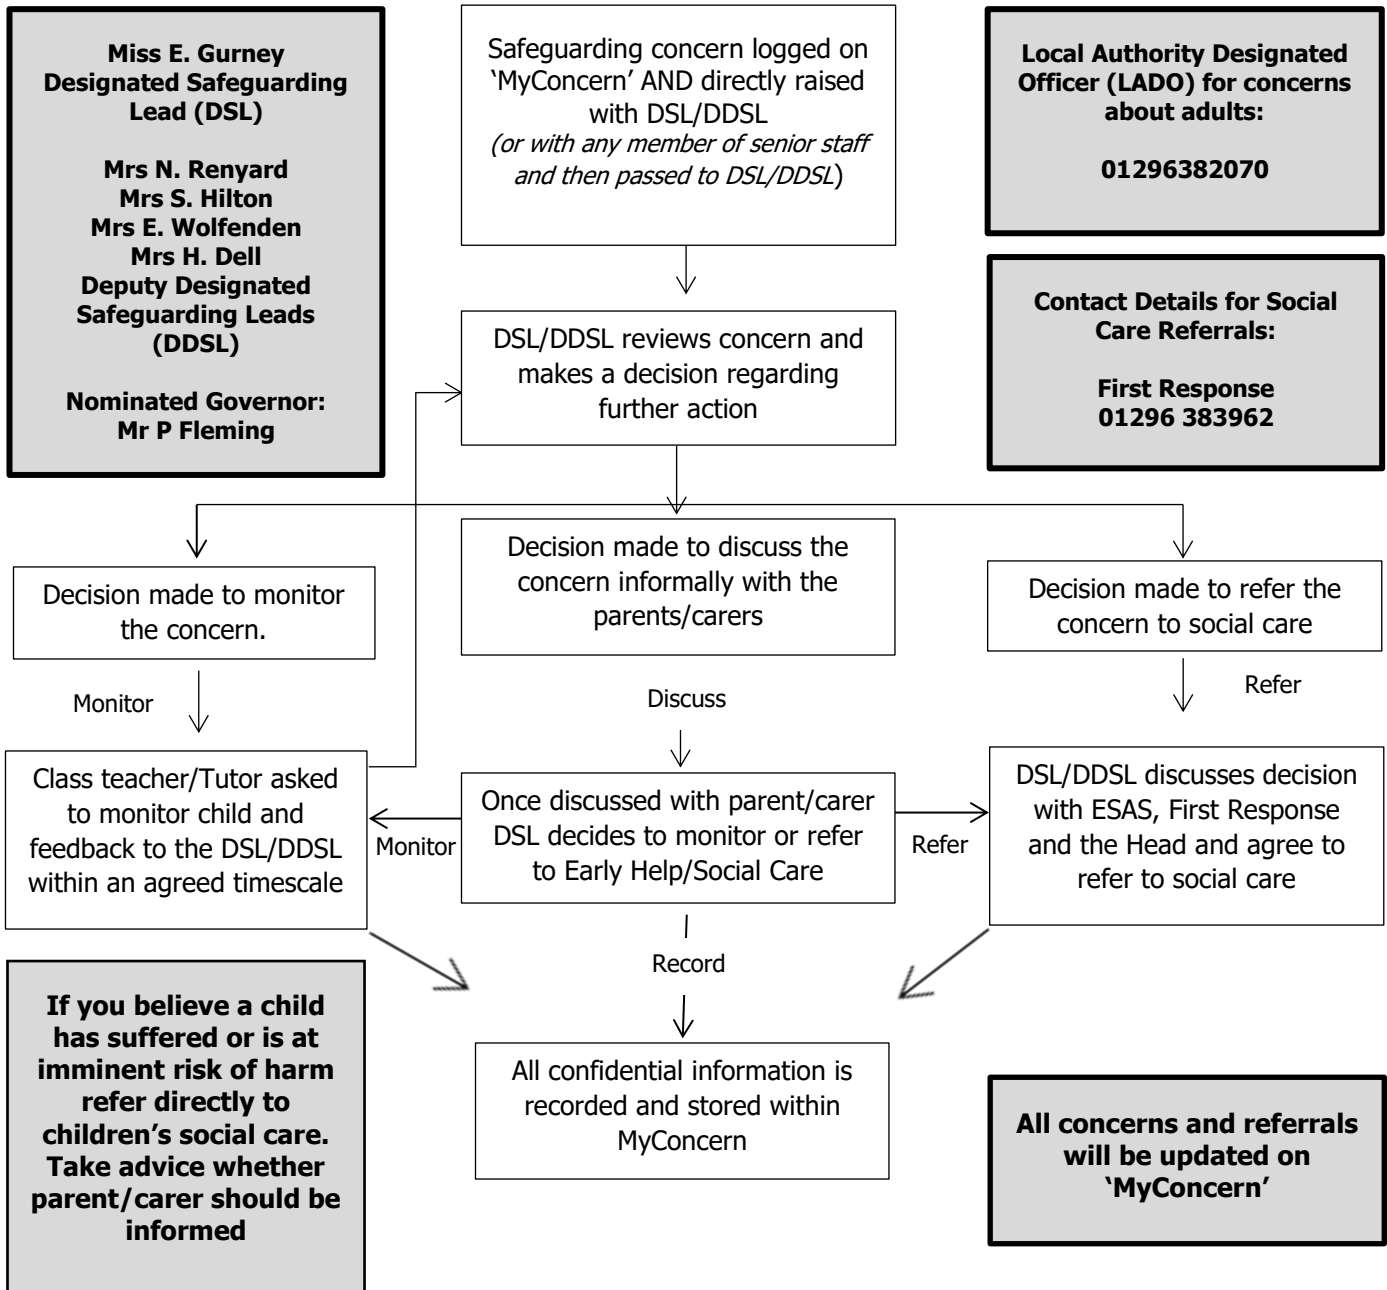 Miss E. Gurney
Designated Safeguarding
Lead (DSL)
Mrs N. Renyard
Mrs S. Hilton
Mrs E. Wolfenden
Mrs H. Dell
Deputy Designated
Safeguarding Leads
(DDSL)
Nominated Governor:
Mr P Fleming
Safeguarding concern logged on
‘MyConcern’ AND directly raised
with DSL/DDSL
(or with any member of senior staff
and then passed to DSL/DDSL)
Local Authority Designated
Officer (LADO) for concerns
about adults:
01296382070
Contact Details for Social
Care Referrals:
First Response
01296 383962
DSL/DDSL reviews concern and
makes a decision regarding
further action
Decision made to monitor
the concern.
Decision made to discuss the
concern informally with the
parents/carers
Decision made to refer the
concern to social care
Monitor
Discuss
Refer
Class teacher/Tutor asked
to monitor child and
feedback to the DSL/DDSL
within an agreed timescale
Monitor
Once discussed with parent/carer
DSL decides to monitor or refer
to Early Help/Social Care
Refer
DSL/DDSL discusses decision
with ESAS, First Response
and the Head and agree to
refer to social care
Record
If you believe a child
has suffered or is at
imminent risk of harm
refer directly to
children’s social care.
Take advice whether
parent/carer should be
informed
All confidential information is
recorded and stored within
MyConcern
All concerns and referrals
will be updated on
‘MyConcern’